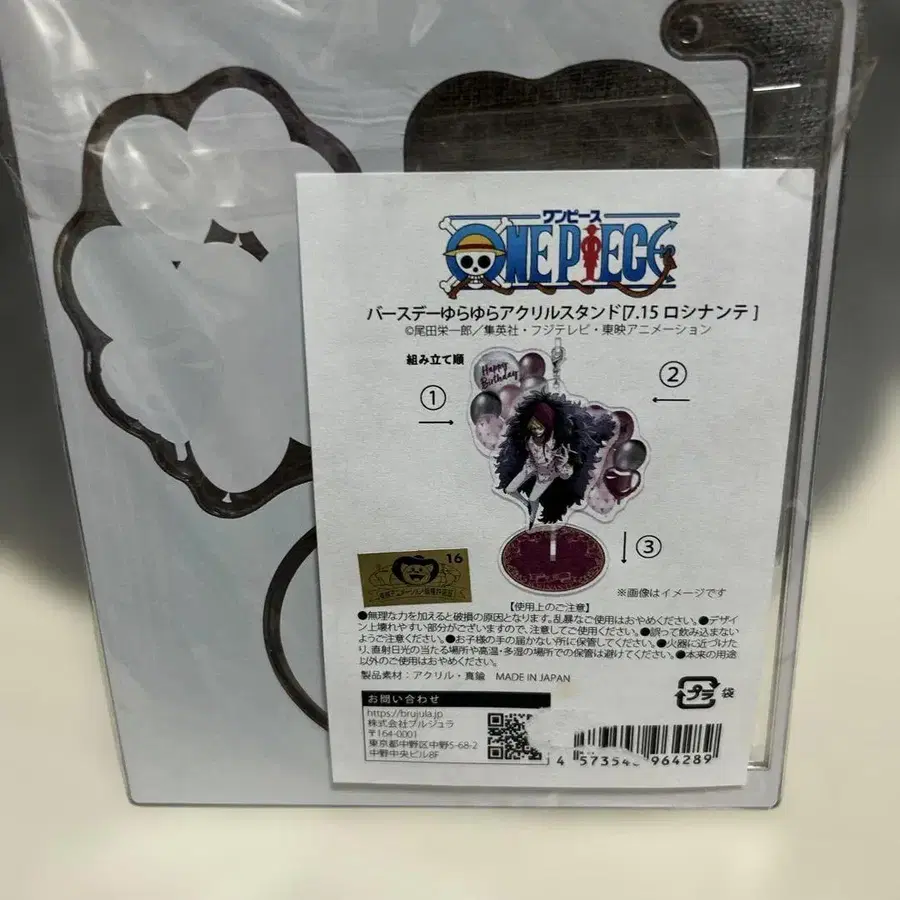 ワンピース
ONE PIECE
バースデーゆらゆらアクリルスタンド[7.15 ロシナンテ]
©尾田栄一郎／集英社・フジテレビ・東映アニメーション
組み立て順
Happy Birthday
①
②
③
16
※画像はイメージです
【使用上のご注意】
●無理な力を加えると破損の原因となります。乱暴なご使用はおやめください。●デザイン
上壊れやすい部分がございますので、注意してご使用ください。●誤って飲み込まない
ようご注意ください。●お子様の手の届かない所に保管してください。●火器に近づけた
り、直射日光の当たる場所や高温・多湿の場所での保管は避けてください。●本来の用途
以外のご使用はおやめください。
製品素材：アクリル・真鍮 MADE IN JAPAN
プラ 袋
お問い合わせ
https://brujula.jp
株式会社ブルジュラ
〒164-0001
東京都中野区中野5-68-2
中野中央ビル8F
4 57354 964289